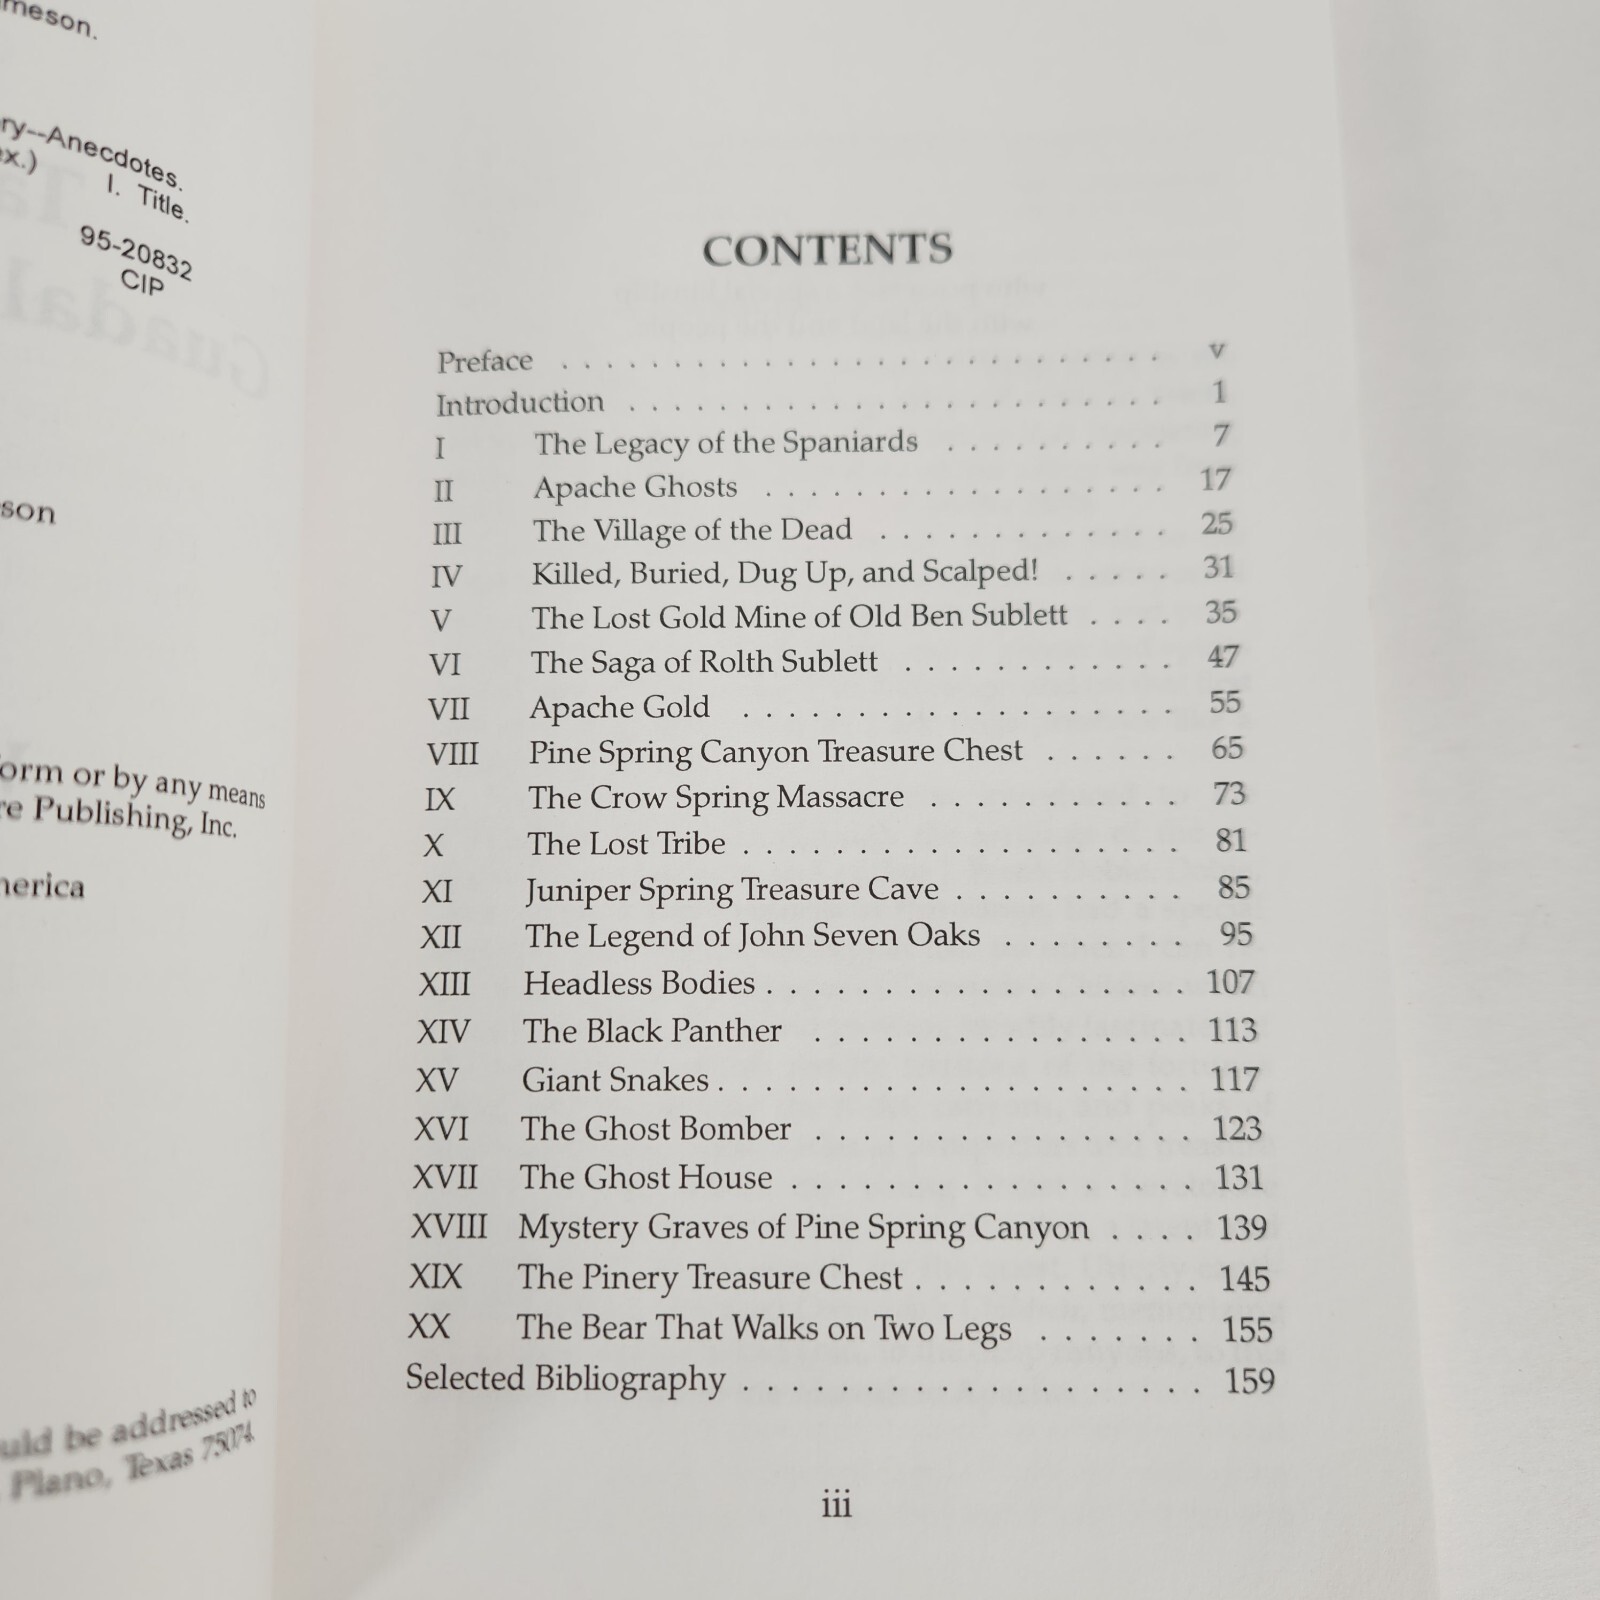 meson.
ry--Anecdotes.
ex.) I. Title.
95-20832
CIP
son
orm or by any means
re Publishing, Inc.
merica
uld be addressed to
Plano, Texas 75074
CONTENTS
Preface . . . . . . . . . . . . . . . . . . . . . . . . . . v
Introduction . . . . . . . . . . . . . . . . . . . . . . . 1
I The Legacy of the Spaniards . . . . . . . . . . 7
II Apache Ghosts . . . . . . . . . . . . . . . . . 17
III The Village of the Dead . . . . . . . . . . . . . 25
IV Killed, Buried, Dug Up, and Scalped! . . . . . 31
V The Lost Gold Mine of Old Ben Sublett . . . . 35
VI The Saga of Rolth Sublett . . . . . . . . . . . . 47
VII Apache Gold . . . . . . . . . . . . . . . . . . 55
VIII Pine Spring Canyon Treasure Chest . . . . . . 65
IX The Crow Spring Massacre . . . . . . . . . . . 73
X The Lost Tribe . . . . . . . . . . . . . . . . . . . 81
XI Juniper Spring Treasure Cave . . . . . . . . . . 85
XII The Legend of John Seven Oaks . . . . . . . . 95
XIII Headless Bodies . . . . . . . . . . . . . . . . . . 107
XIV The Black Panther . . . . . . . . . . . . . . . . 113
XV Giant Snakes . . . . . . . . . . . . . . . . . . . . 117
XVI The Ghost Bomber . . . . . . . . . . . . . . . . 123
XVII The Ghost House . . . . . . . . . . . . . . . . . 131
XVIII Mystery Graves of Pine Spring Canyon . . . . 139
XIX The Pinery Treasure Chest . . . . . . . . . . . . 145
XX The Bear That Walks on Two Legs . . . . . . . 155
Selected Bibliography . . . . . . . . . . . . . . . . . . . 159
iii